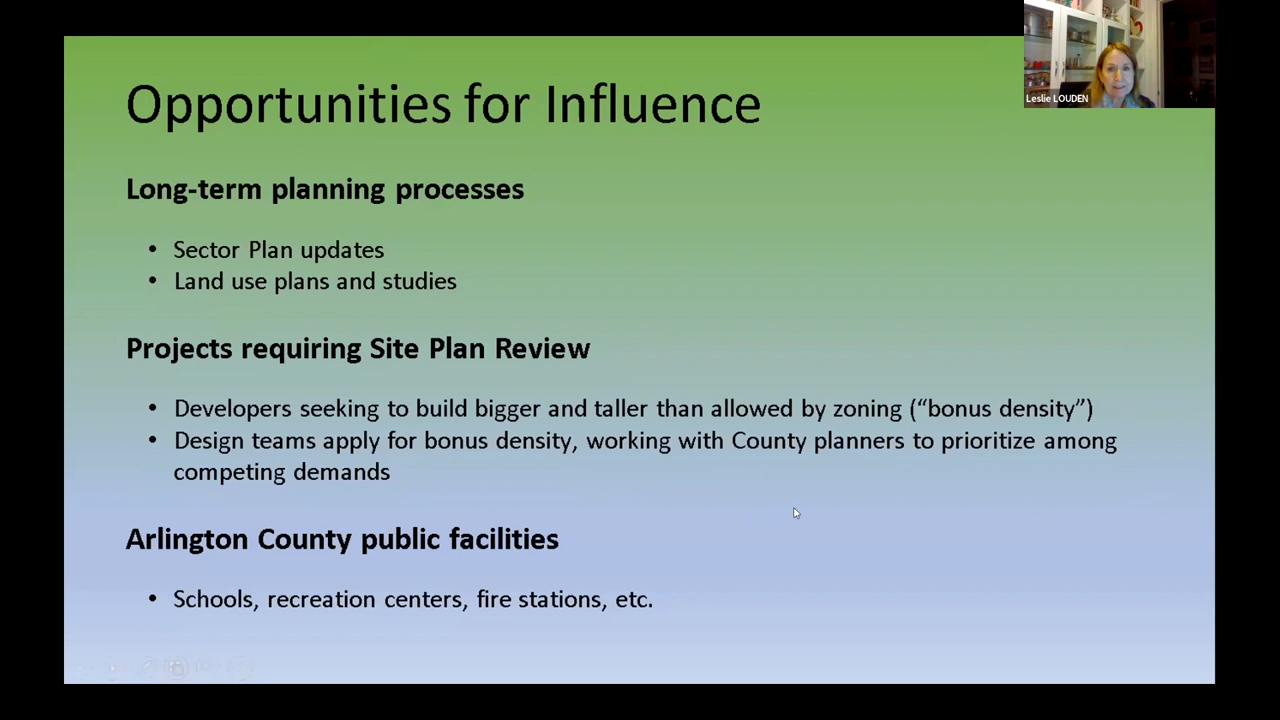 Opportunities for Influence
Leslie LOUDEN
Long-term planning processes
• Sector Plan updates
• Land use plans and studies
Projects requiring Site Plan Review
• Developers seeking to build bigger and taller than allowed by zoning (“bonus density”)
• Design teams apply for bonus density, working with County planners to prioritize among
competing demands
Arlington County public facilities
• Schools, recreation centers, fire stations, etc.